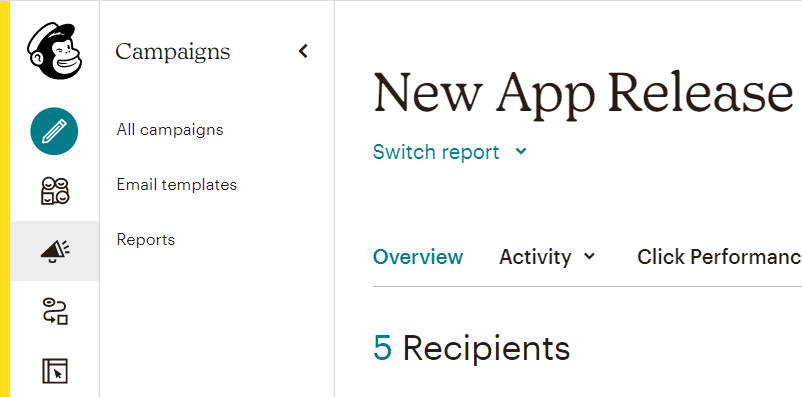 Campaigns
All campaigns
Email templates
Reports
New App Release
Switch report
Overview Activity Click Performanc
5 Recipients